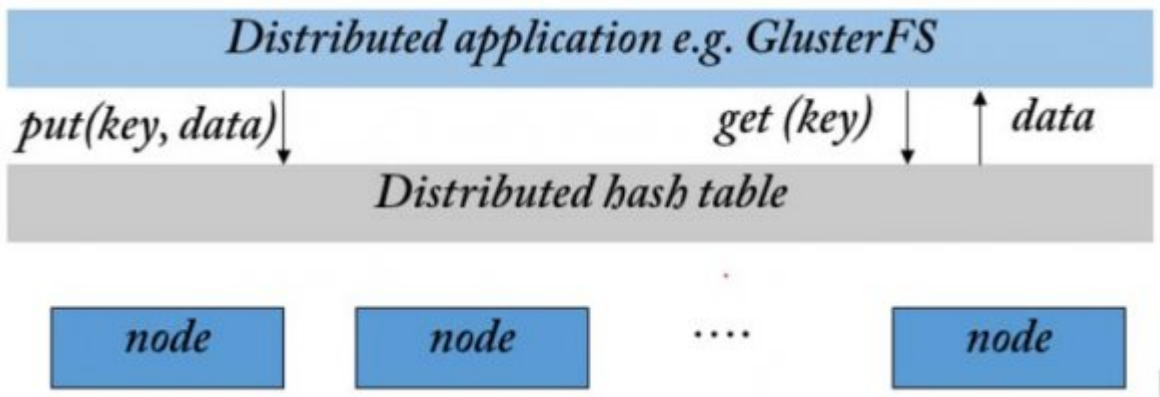 Distributed application e.g. GlusterFS
put(key, data) get (key) data
Distributed hash table
node node .... node